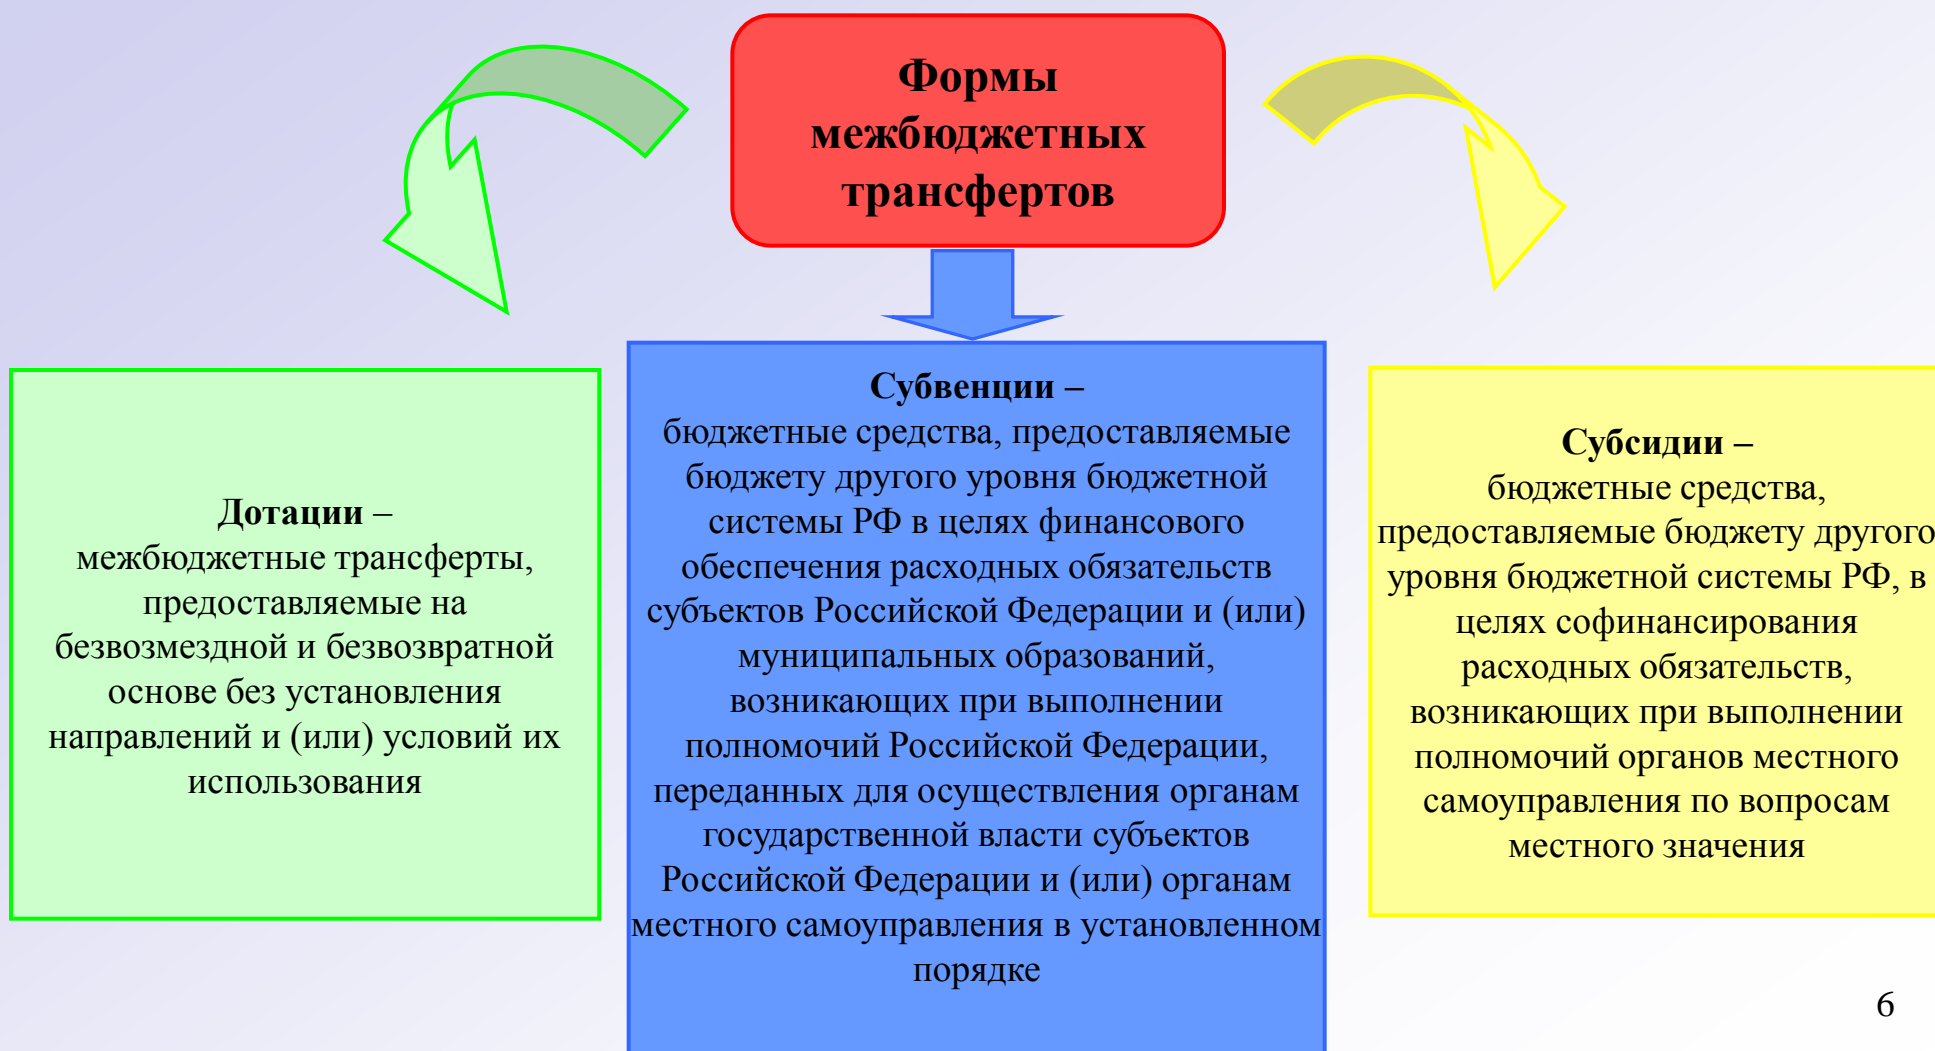 Формы
межбюджетных
трансфертов
Дотации –
межбюджетные трансферты,
предоставляемые на
безвозмездной и безвозвратной
основе без установления
направлений и (или) условий их
использования
Субвенции –
бюджетные средства, предоставляемые
бюджету другого уровня бюджетной
системы РФ в целях финансового
обеспечения расходных обязательств
субъектов Российской Федерации и (или)
муниципальных образований,
возникающих при выполнении
полномочий Российской Федерации,
переданных для осуществления органам
государственной власти субъектов
Российской Федерации и (или) органам
местного самоуправления в установленном
порядке
Субсидии –
бюджетные средства,
предоставляемые бюджету другого
уровня бюджетной системы РФ, в
целях софинансирования
расходных обязательств,
возникающих при выполнении
полномочий органов местного
самоуправления по вопросам
местного значения
6